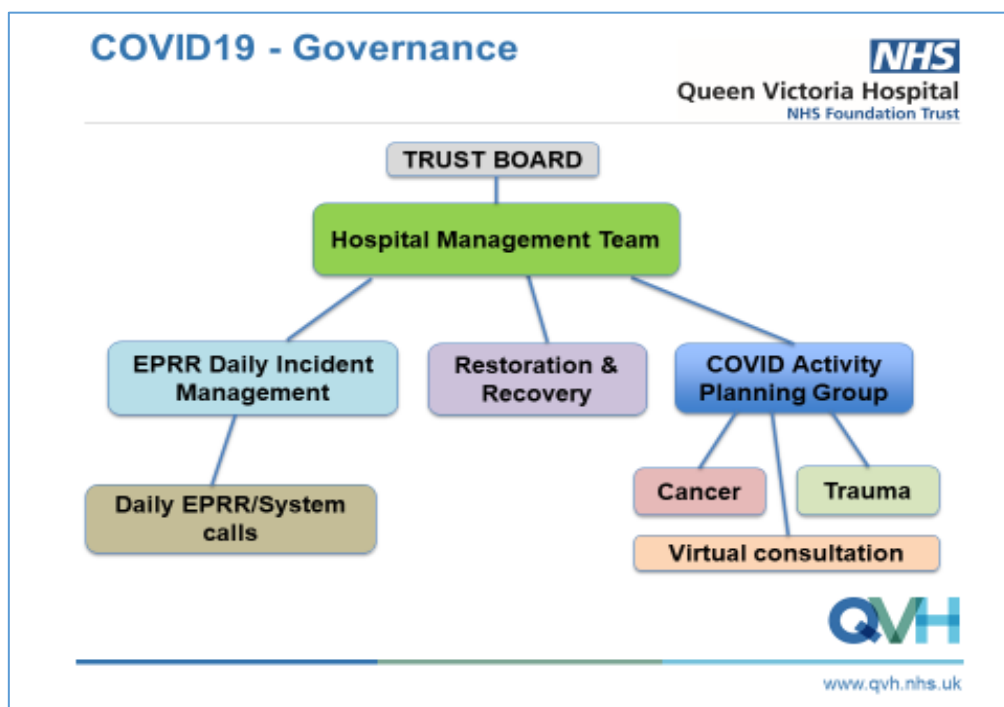 COVID19 - Governance
NHS
Queen Victoria Hospital
NHS Foundation Trust
TRUST BOARD
Hospital Management Team
EPRR Daily Incident
Management
Restoration &
Recovery
COVID Activity
Planning Group
Daily EPRR/System
calls
Cancer
Trauma
Virtual consultation
QVH
www.qvh.nhs.uk